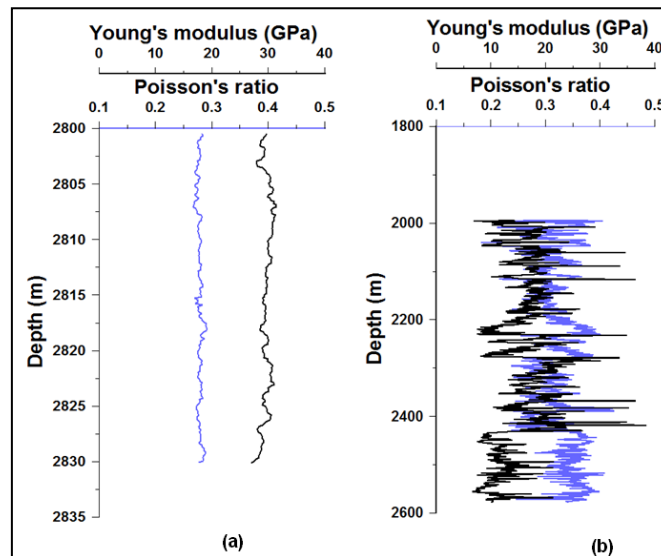 Young's modulus (GPa)
0 10 20 30 40
Poisson's ratio
0.1 0.2 0.3 0.4 0.5
2800
2805
2810
2815
2820
2825
2830
2835
Depth (m)
(a)
Young's modulus (GPa)
0 10 20 30 40
Poisson's ratio
0.1 0.2 0.3 0.4 0.5
1800
2000
2200
2400
2600
Depth (m)
(b)